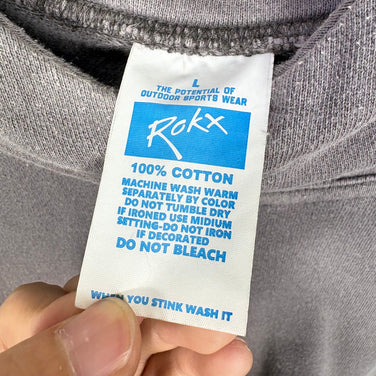 L
THE POTENTIAL OF
OUTDOOR SPORTS WEAR
Rokx
100% COTTON
MACHINE WASH WARM
SEPARATELY BY COLOR
DO NOT TUMBLE DRY
IF IRONED USE MIDIUM
SETTING-DO NOT IRON
IF DECORATED
DO NOT BLEACH
WHEN YOU STINK WASH IT